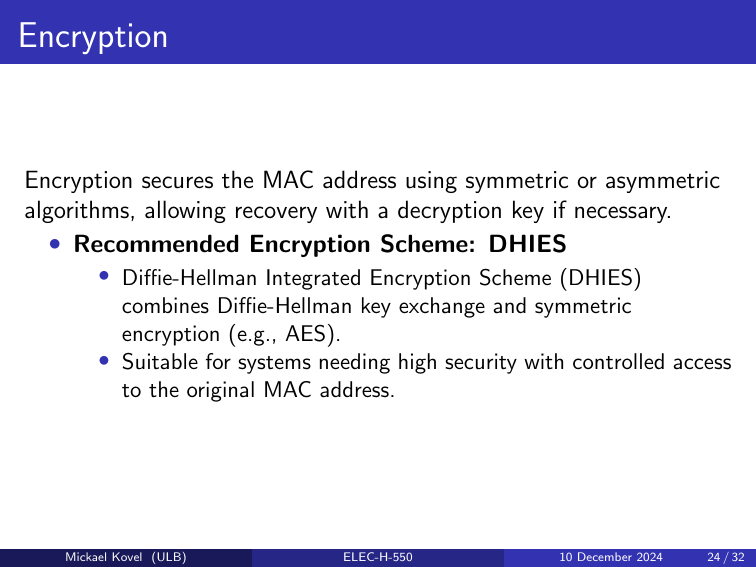 Encryption
Encryption secures the MAC address using symmetric or asymmetric
algorithms, allowing recovery with a decryption key if necessary.
• Recommended Encryption Scheme: DHIES
• Diffie-Hellman Integrated Encryption Scheme (DHIES)
combines Diffie-Hellman key exchange and symmetric
encryption (e.g., AES).
• Suitable for systems needing high security with controlled access
to the original MAC address.
Mickael Kovel (ULB) ELEC-H-550 10 December 2024 24 / 32